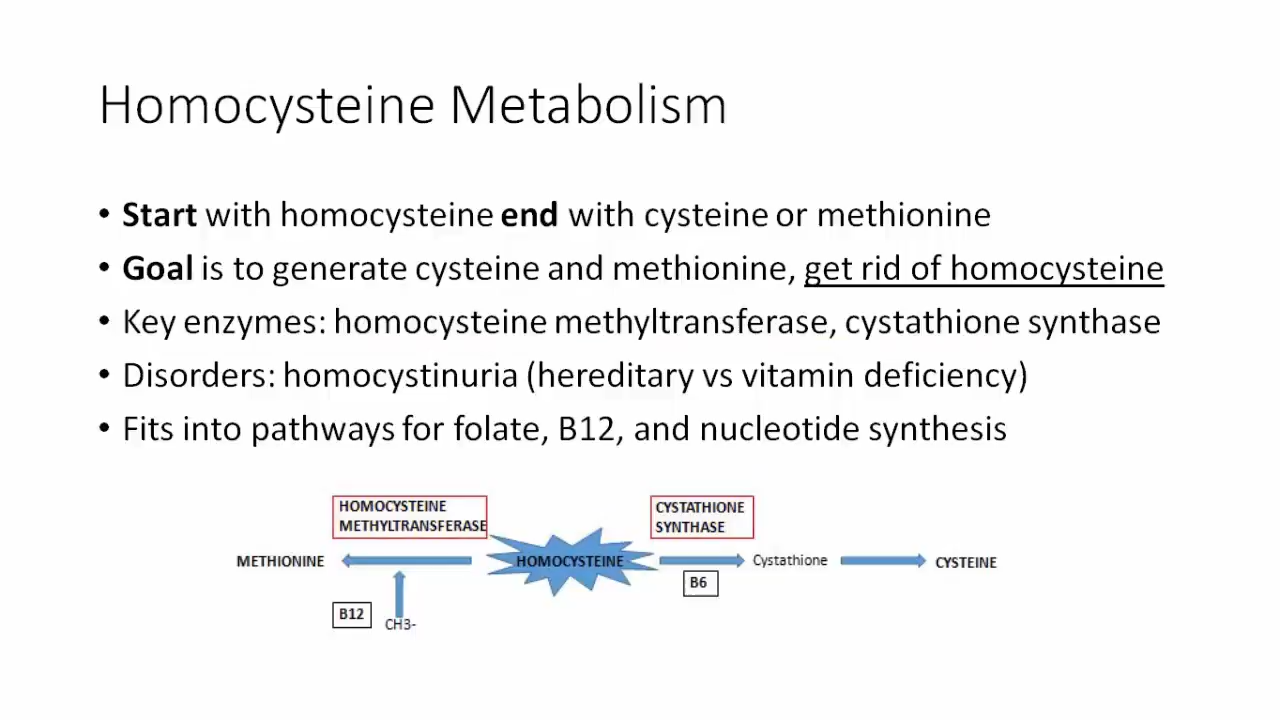 Homocysteine Metabolism
• Start with homocysteine end with cysteine or methionine
• Goal is to generate cysteine and methionine, get rid of homocysteine
• Key enzymes: homocysteine methyltransferase, cystathione synthase
• Disorders: homocystinuria (hereditary vs vitamin deficiency)
• Fits into pathways for folate, B12, and nucleotide synthesis
HOMOCYSTEINE
METHYLTRANSFERASE
CYSTATHIONE
SYNTHASE
METHIONINE
HOMOCYSTEINE
Cystathione
CYSTEINE
B6
B12
CH3-